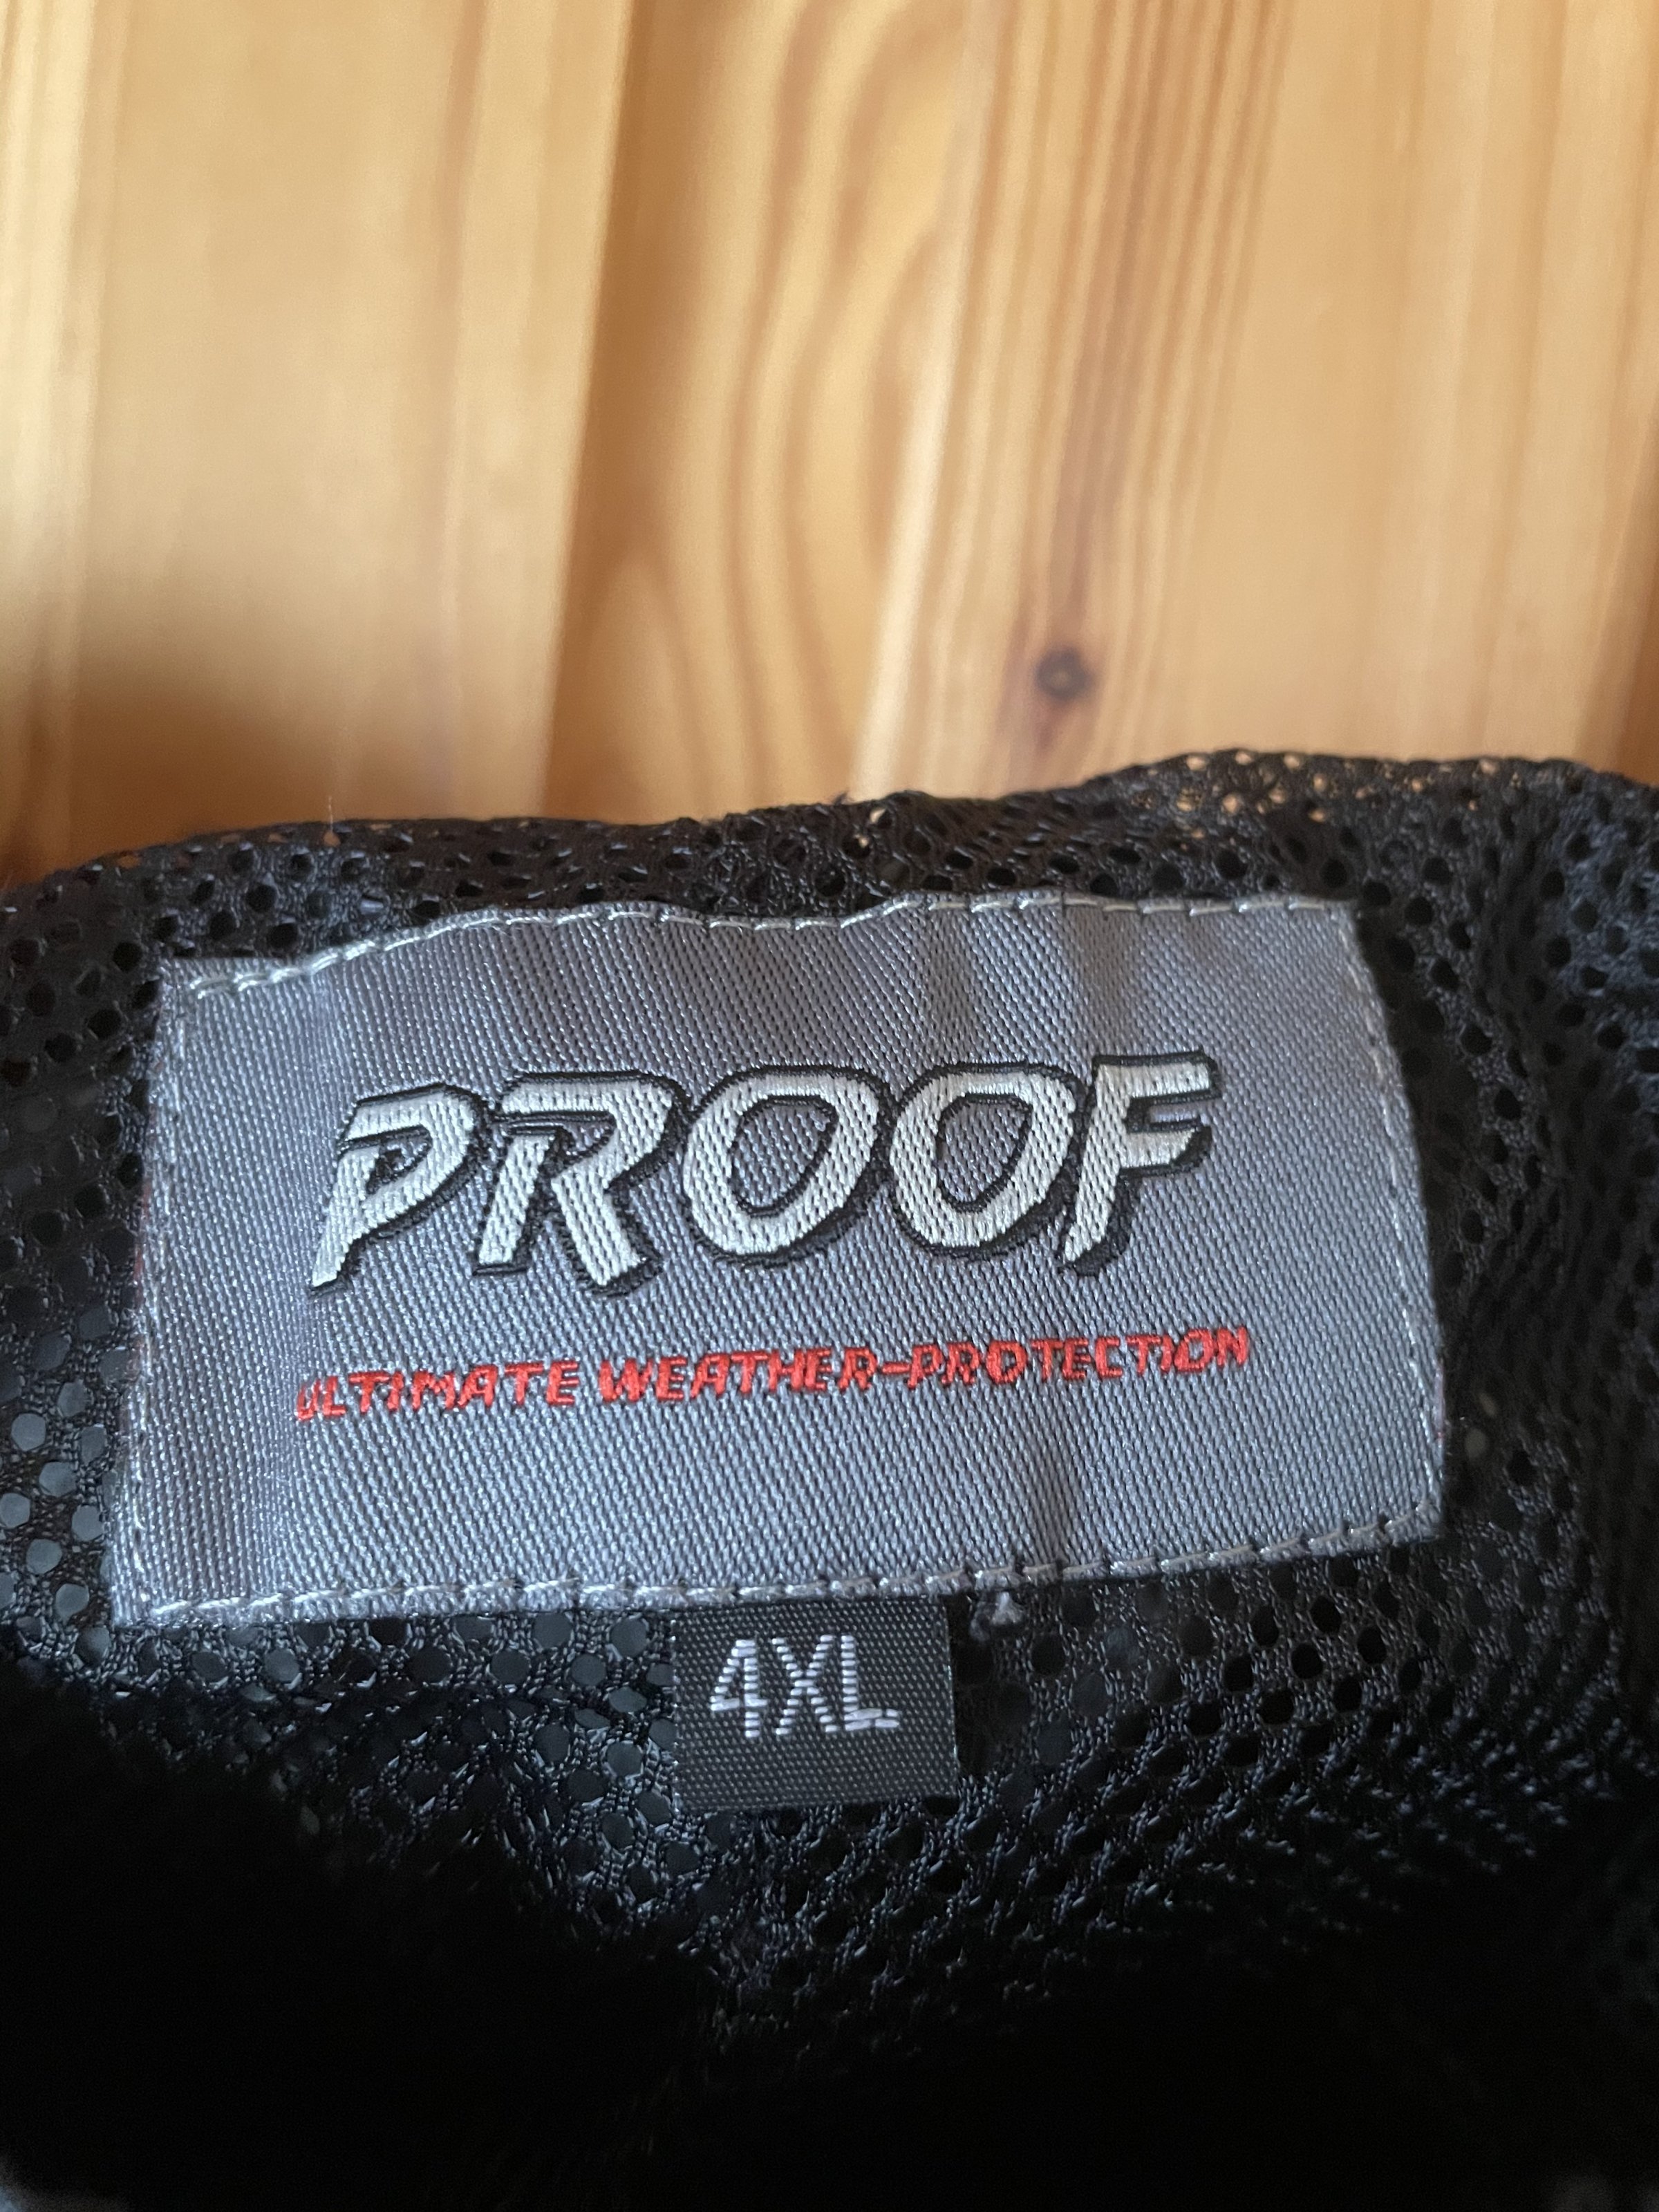 PROOF
ULTIMATE WEATHER-PROTECTION
4XL